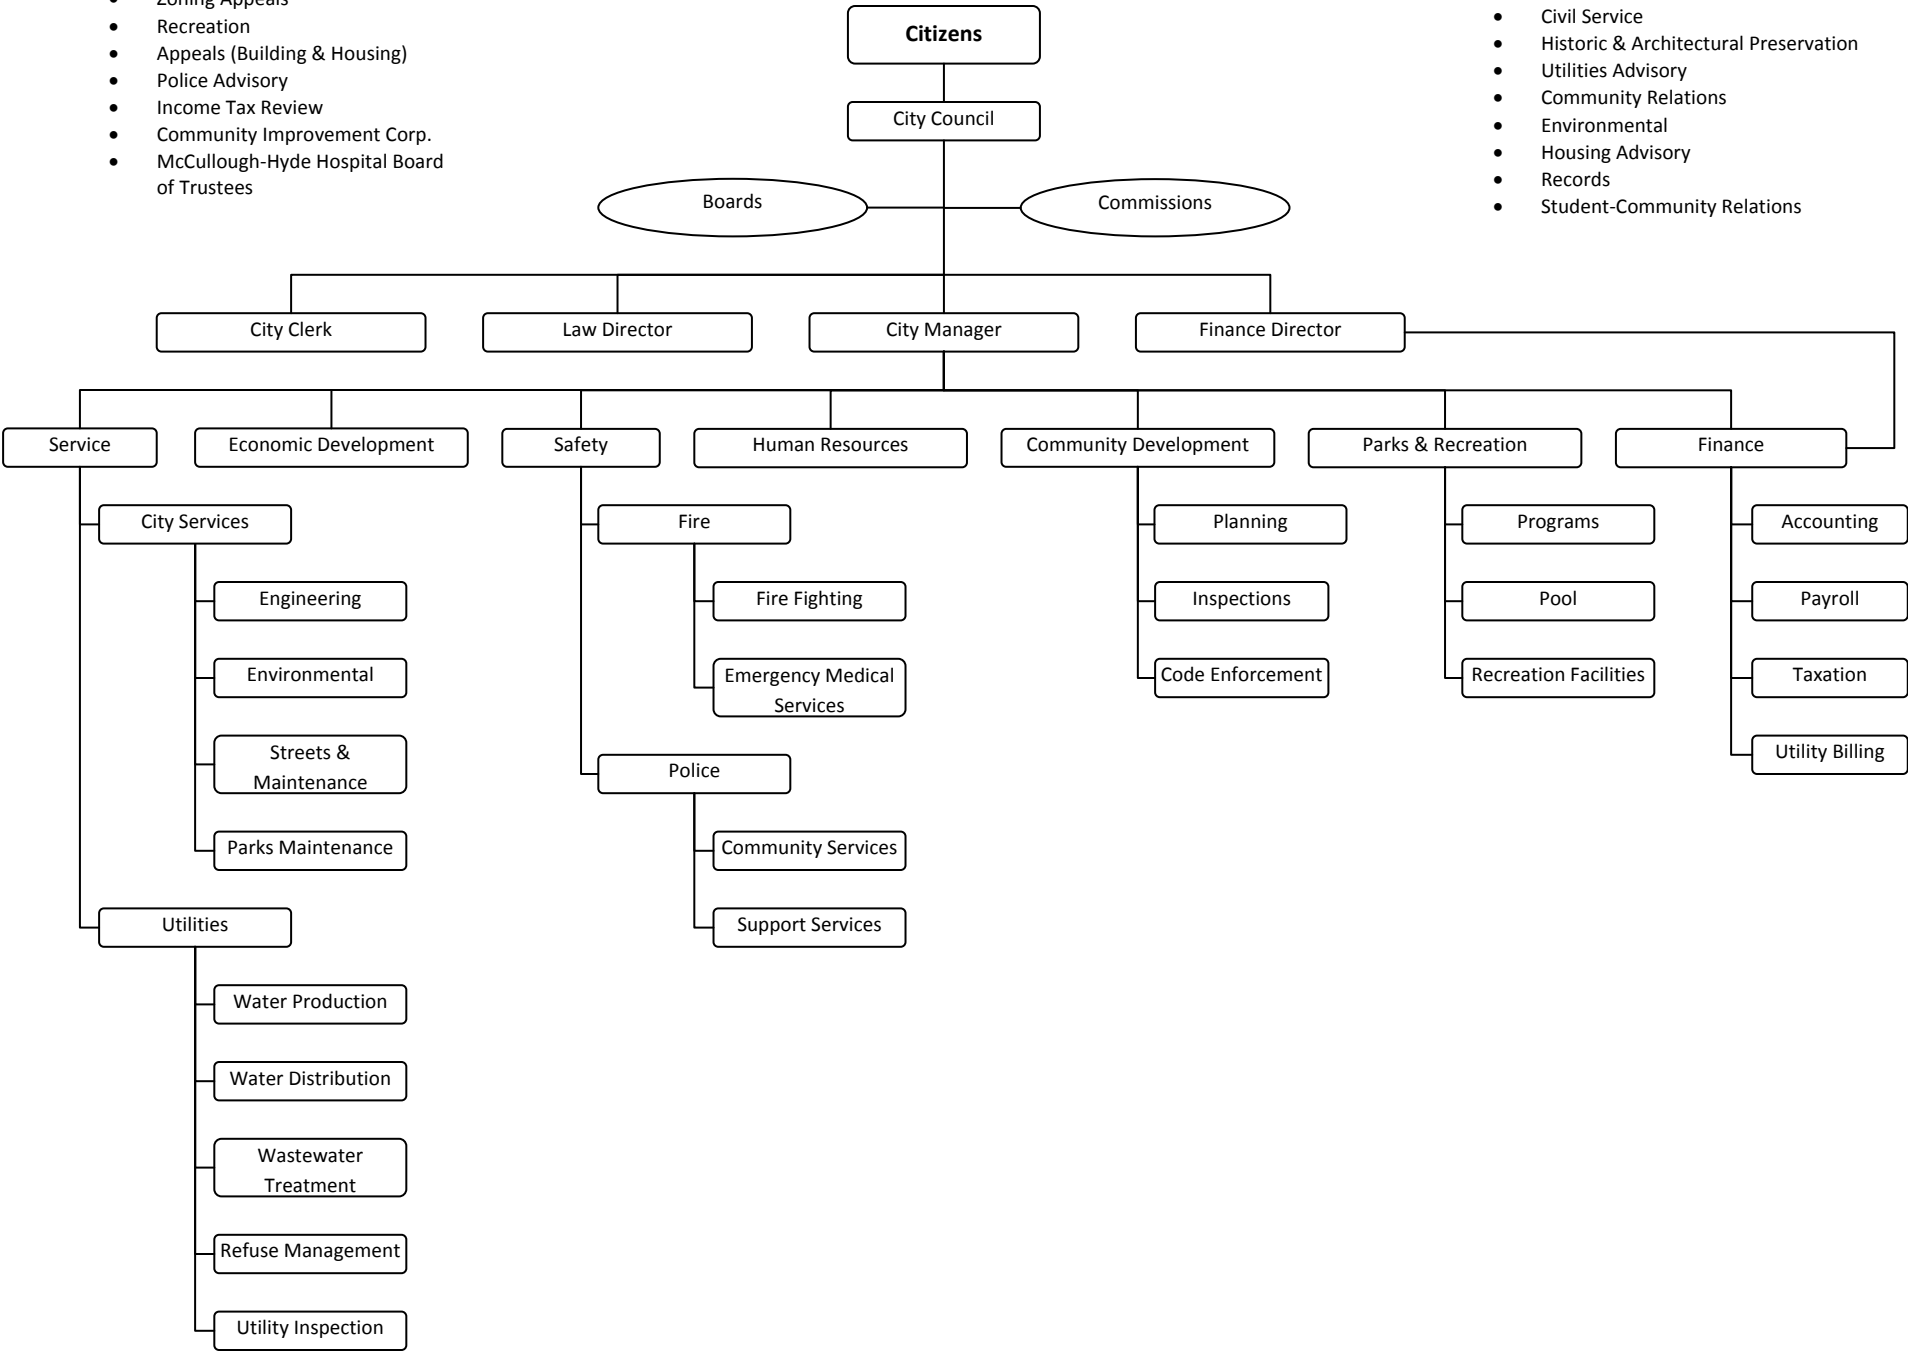 Zoning Appeals
Recreation
Appeals (Building & Housing)
Police Advisory
Income Tax Review
Community Improvement Corp.
McCullough-Hyde Hospital Board
of Trustees
Citizens
City Council
Civil Service
Historic & Architectural Preservation
Utilities Advisory
Community Relations
Environmental
Housing Advisory
Records
Student-Community Relations
Boards
Commissions
City Clerk
Law Director
City Manager
Finance Director
Service
Economic Development
Safety
Human Resources
Community Development
Parks & Recreation
Finance
City Services
Engineering
Environmental
Streets &
Maintenance
Parks Maintenance
Utilities
Water Production
Water Distribution
Wastewater
Treatment
Refuse Management
Utility Inspection
Fire
Fire Fighting
Emergency Medical
Services
Police
Community Services
Support Services
Planning
Inspections
Code Enforcement
Programs
Pool
Recreation Facilities
Accounting
Payroll
Taxation
Utility Billing